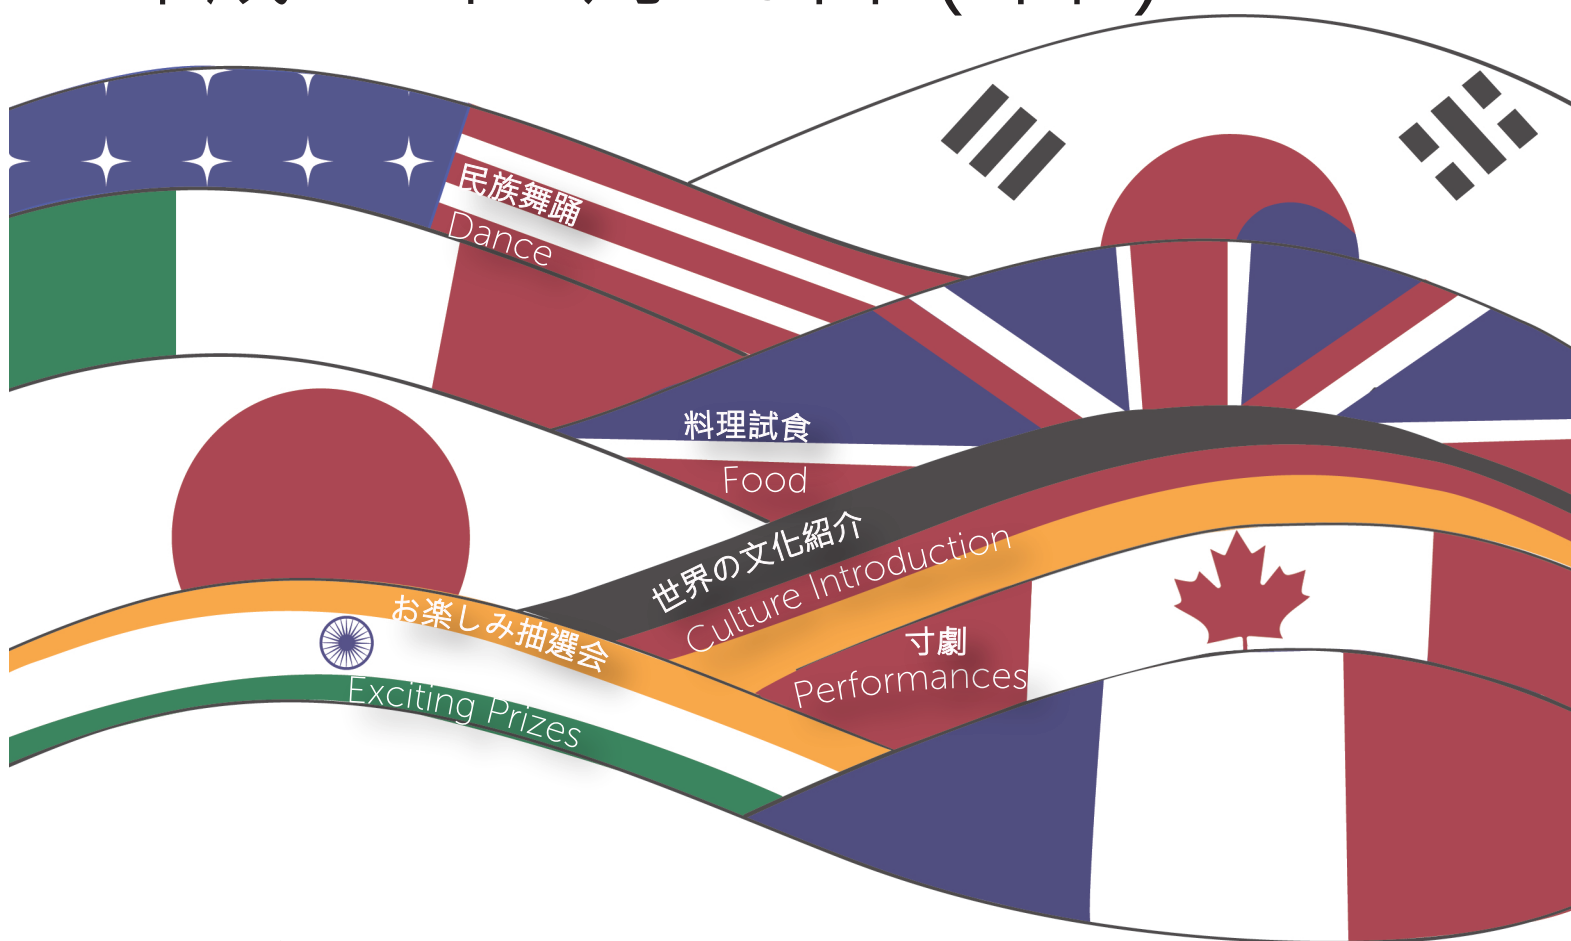 民族舞踊
Dance
料理試食
Food
世界の文化紹介
Culture Introduction
お楽しみ抽選会
Exciting Prizes
寸劇
Performances